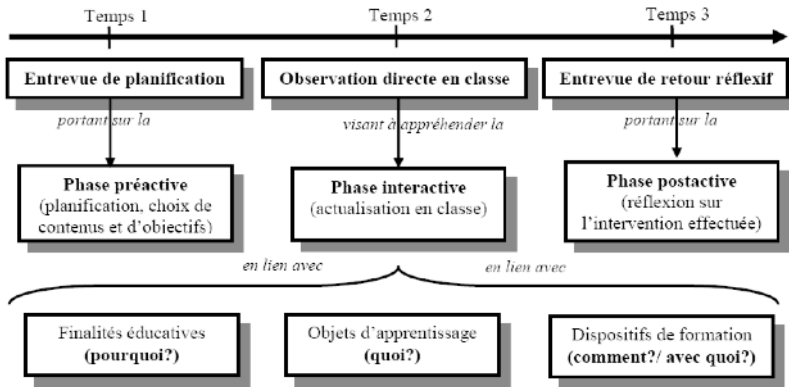 Temps 1
Temps 2
Temps 3
Entrevue de planification
Observation directe en classe
Entrevue de retour réflexif
portant sur la
visant à appréhender la
portant sur la
Phase préactive
(planification, choix de
contenus et d'objectifs)
Phase interactive
(actualisation en classe)
Phase postactive
(réflexion sur
l'intervention effectuée)
en lien avec
en lien avec
Finalités éducatives
(pourquoi?)
Objets d'apprentissage
(quoi?)
Dispositifs de formation
(comment?/ avec quoi?)